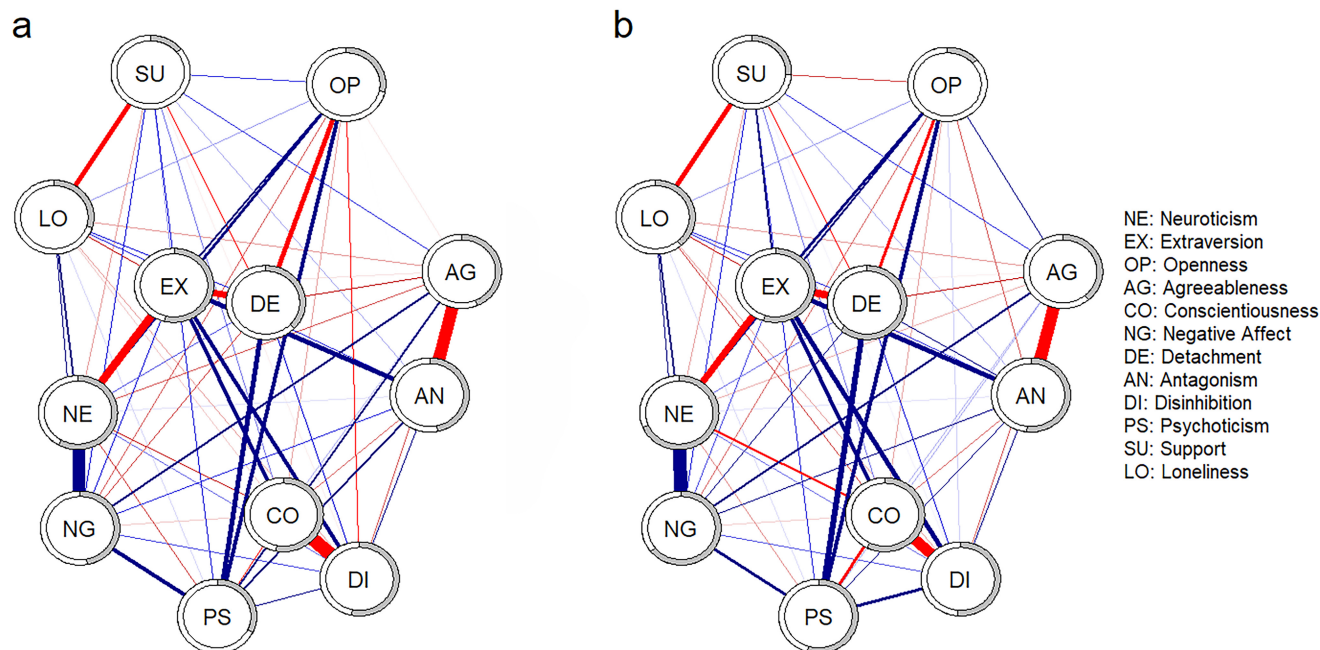 a
SU
OP
LO
EX
DE
AG
NE
AN
NG
CO
DI
PS
b
SU
OP
LO
EX
DE
AG
NE
AN
NG
CO
DI
PS
NE: Neuroticism
EX: Extraversion
OP: Openness
AG: Agreeableness
CO: Conscientiousness
NG: Negative Affect
DE: Detachment
AN: Antagonism
DI: Disinhibition
PS: Psychoticism
SU: Support
LO: Loneliness